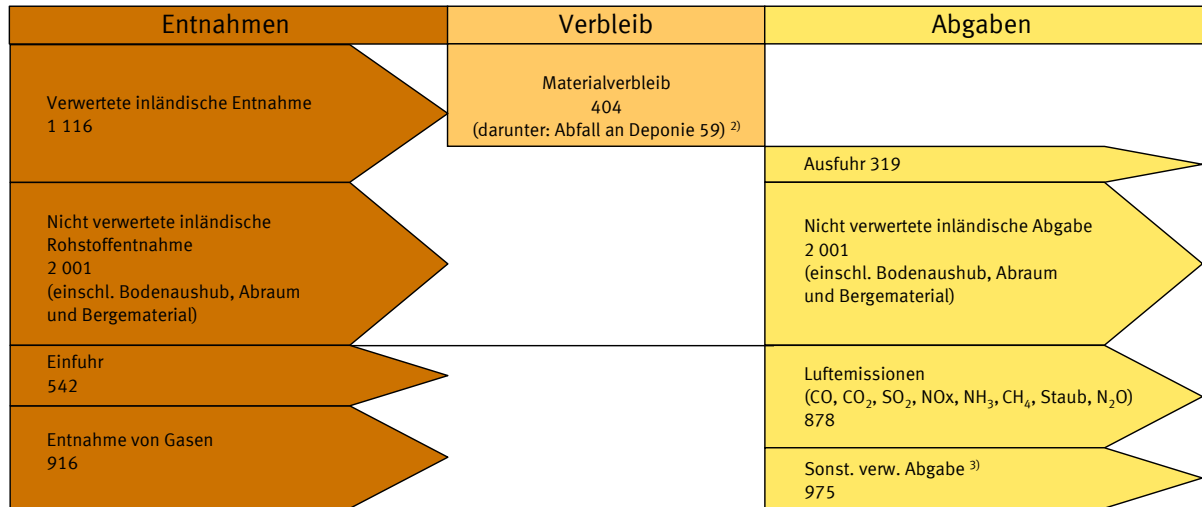 Entnahmen
Verbleib
Abgaben
Verwertete inländische Entnahme
1 116
Materialverbleib
404
(darunter: Abfall an Deponie 59) ²⁾
Ausfuhr 319
Nicht verwertete inländische
Rohstoffentnahme
2 001
(einschl. Bodenaushub, Abraum
und Bergematerial)
Nicht verwertete inländische Abgabe
2 001
(einschl. Bodenaushub, Abraum
und Bergematerial)
Einfuhr
542
Luftemissionen
(CO, CO₂, SO₂, NOx, NH₃, CH₄, Staub, N₂O)
878
Entnahme von Gasen
916
Sonst. verw. Abgabe ³⁾
975